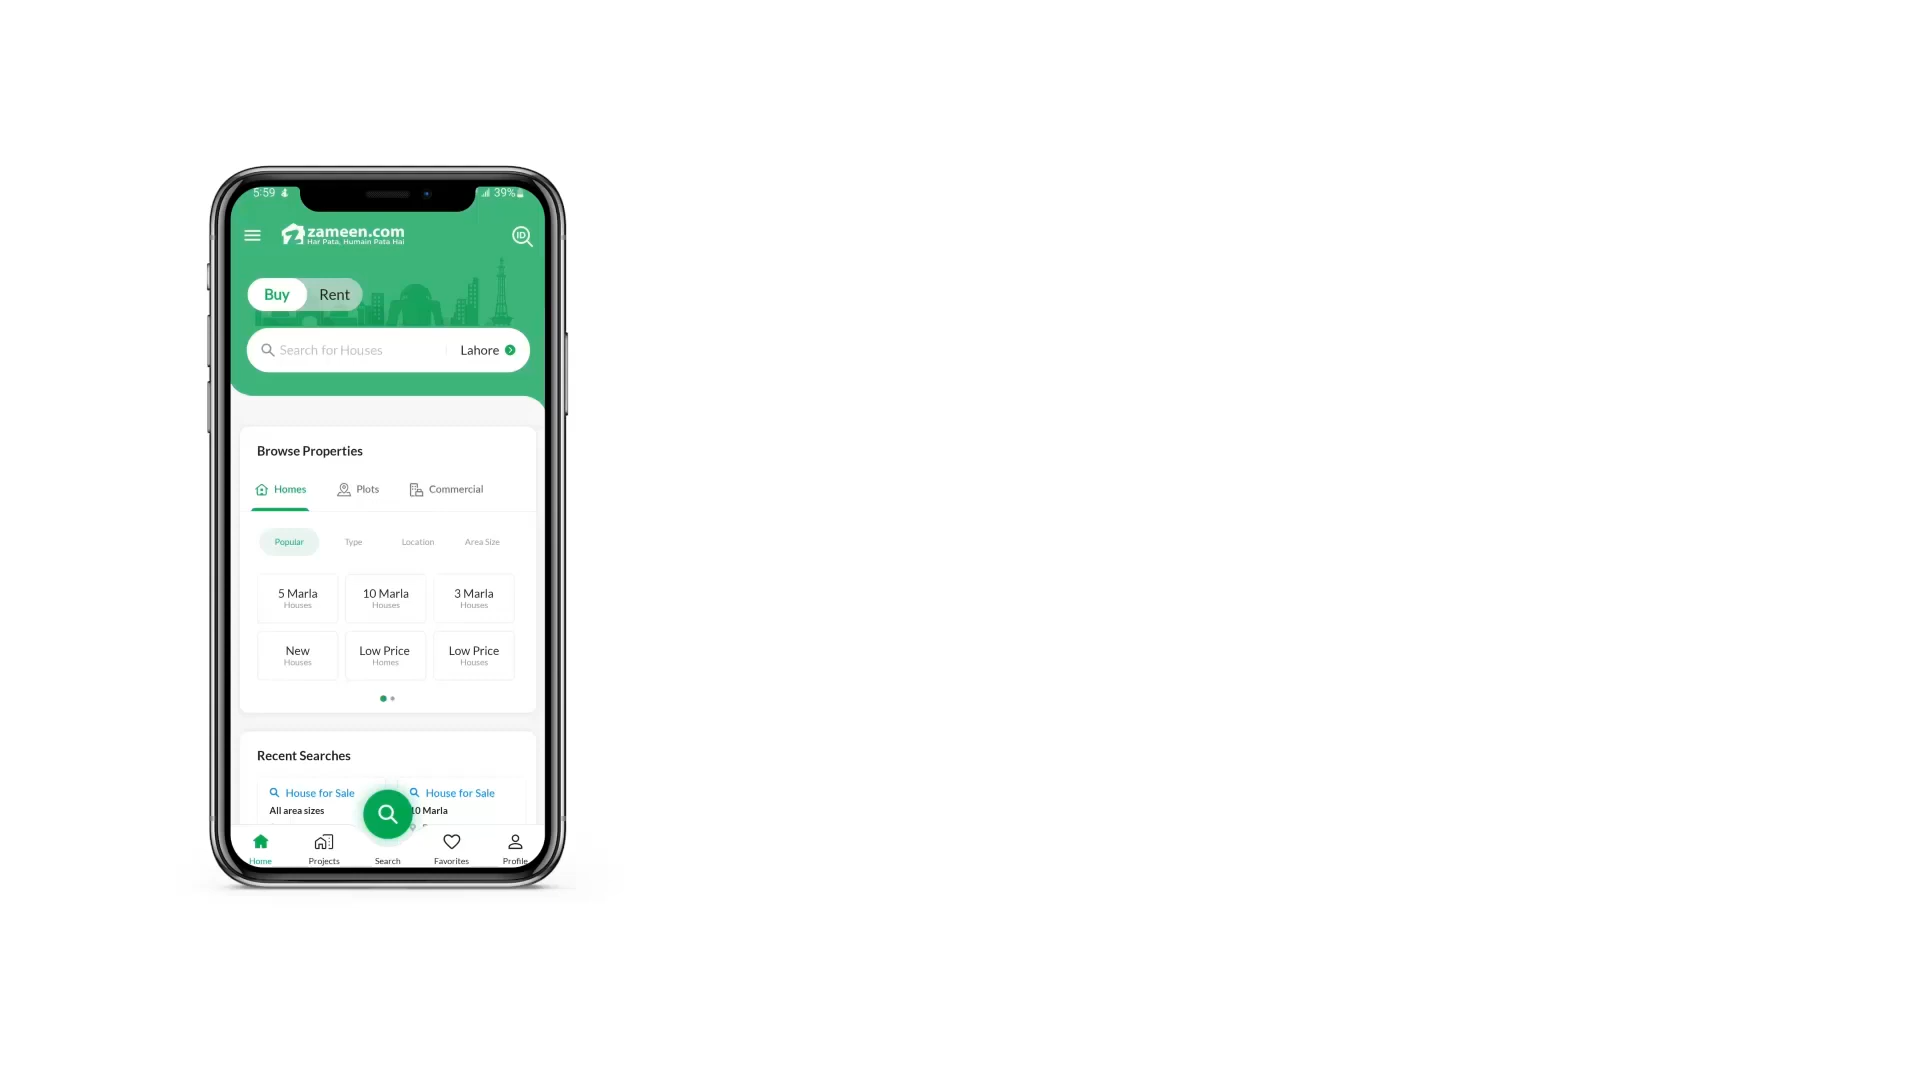 5:59
39%
zameen.com
Har Pata, Humain Pata Hai
ID
Buy Rent
Search for Houses Lahore
Browse Properties
Homes Plots Commercial
Popular Type Location Area Size
5 Marla 10 Marla 3 Marla
Houses Houses Houses
New Low Price Low Price
Houses Homes Houses
Recent Searches
House for Sale House for Sale
All area sizes 10 Marla
Home Projects Search Favorites Profile